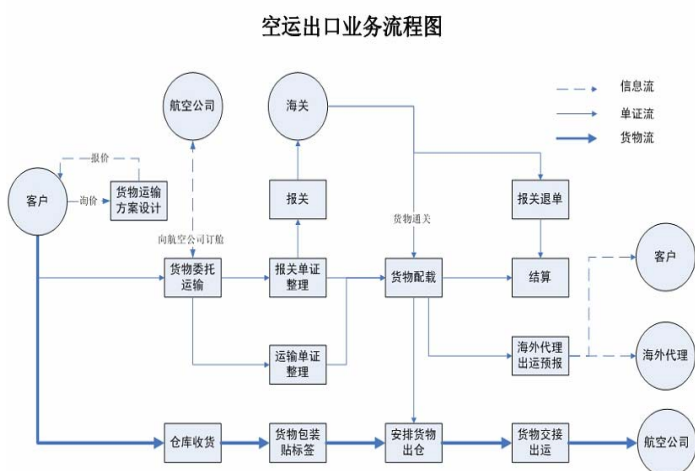 空运出口业务流程图
航空公司
海关
信息流
单证流
货物流
报价
客户
询价
货物运输
方案设计
报关
报关退单
货物通关
向航空公司订舱
货物委托
运输
报关单证
整理
货物配载
结算
客户
运输单证
整理
海外代理
出运预报
海外代理
仓库收货
货物包装
贴标签
安排货物
出仓
货物交接
出运
航空公司